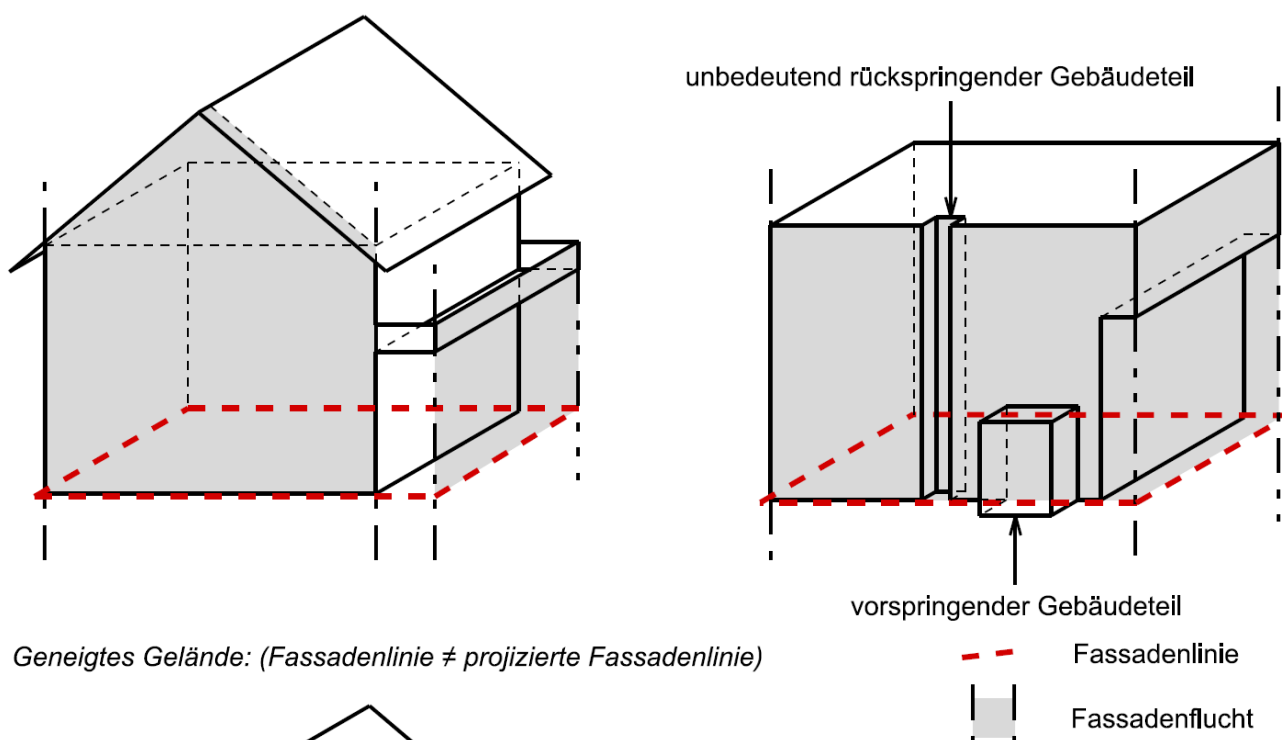 unbedeutend rückspringender Gebäudeteil
vorspringender Gebäudeteil
Geneigtes Gelände: (Fassadenlinie ≠ projizierte Fassadenlinie)
Fassadenlinie
Fassadenflucht